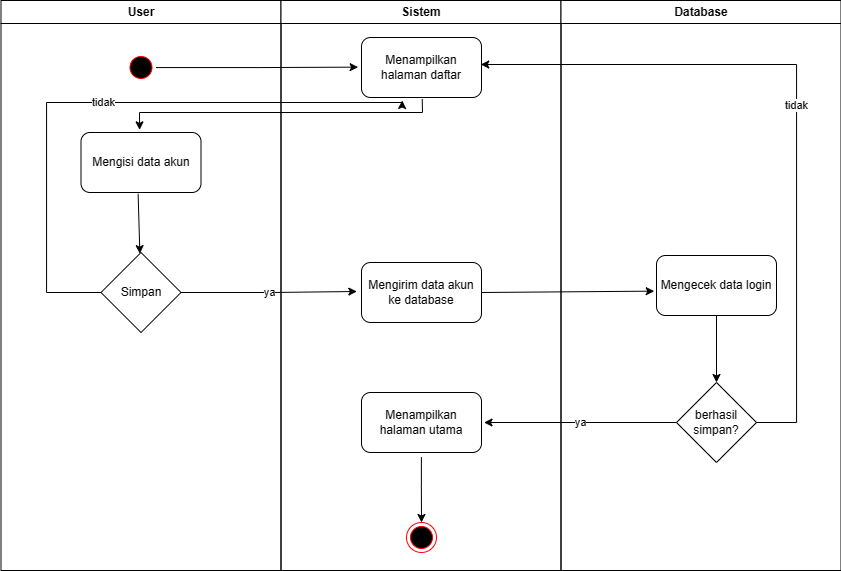 User
Sistem
Database
Menampilkan
halaman daftar
tidak
tidak
Mengisi data akun
Simpan
ya
Mengirim data akun
ke database
Mengecek data login
Menampilkan
halaman utama
ya
berhasil
simpan?